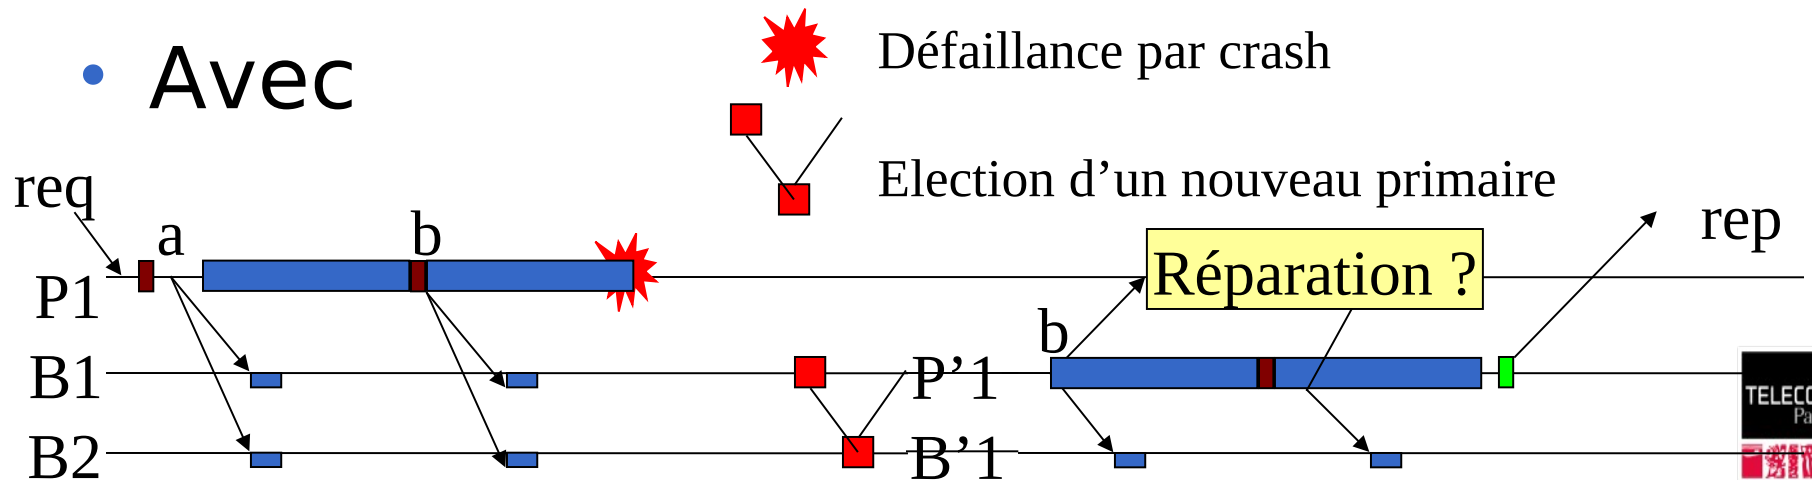 • Avec
Défaillance par crash
Election d’un nouveau primaire
req
a
b
rep
P1
Réparation ?
b
B1
P’1
B2
B’1